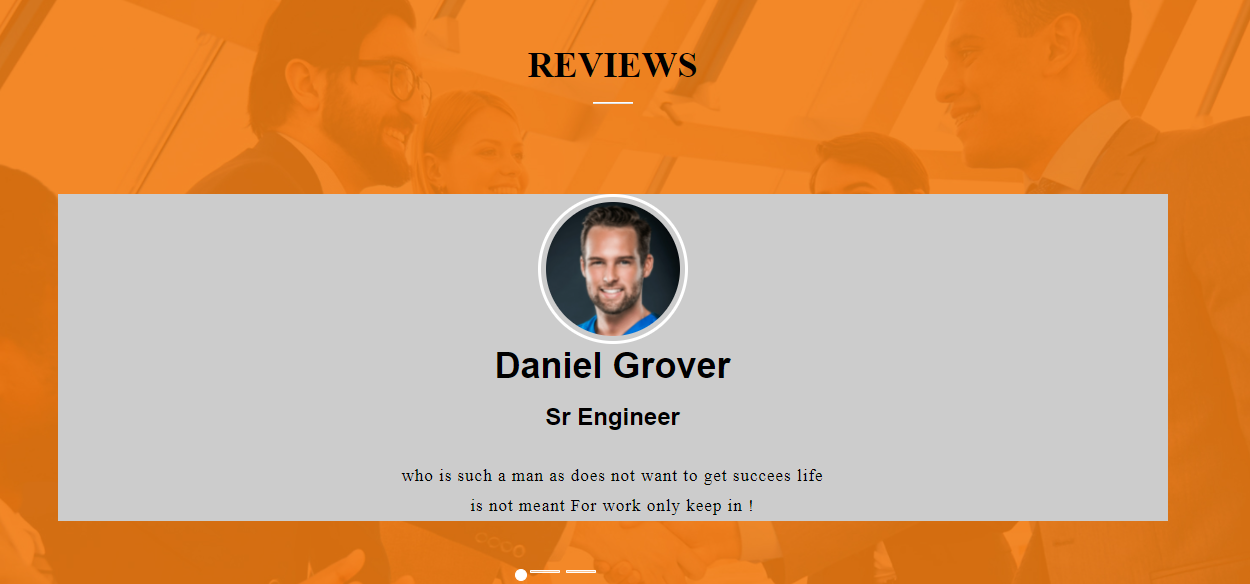 REVIEWS
Daniel Grover
Sr Engineer
who is such a man as does not want to get succees life
is not meant For work only keep in !